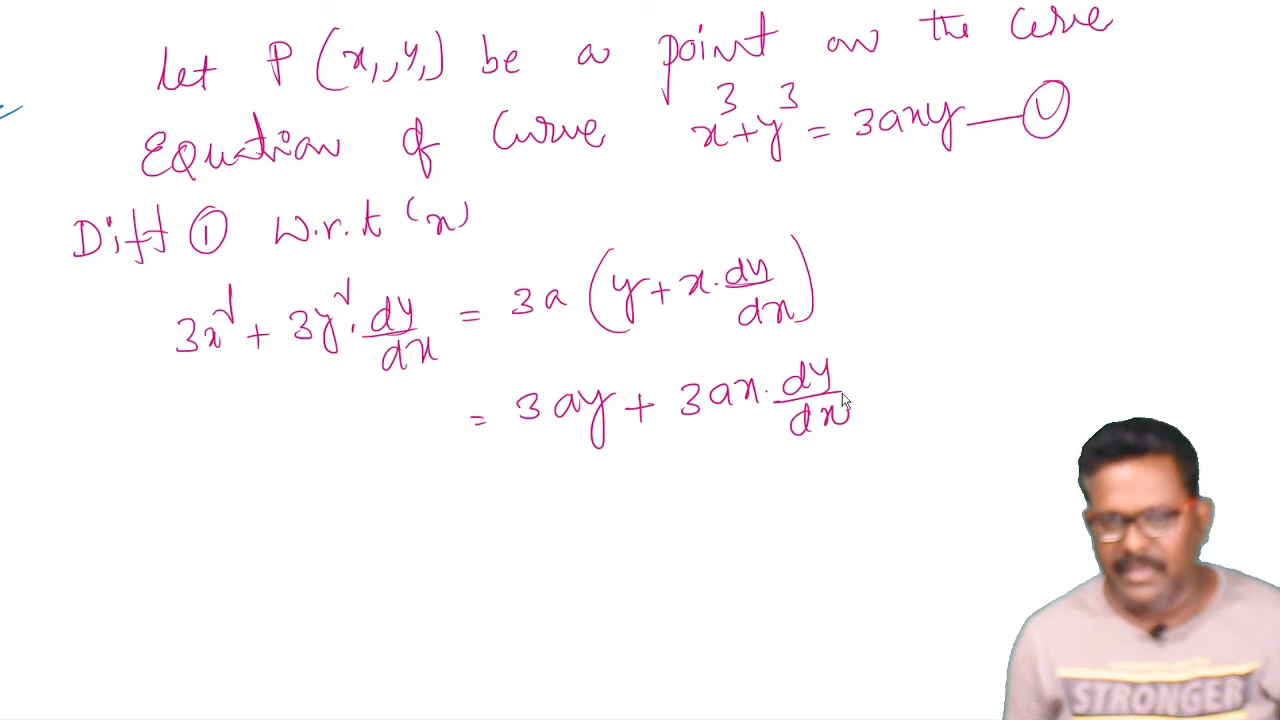 Let P(x₁, y₁) be a point on the Curve
Equation of Curve x³+y³ = 3axy — ①
Diff ① w.r.t (x)
3x² + 3y² · dy/dx = 3a (y + x · dy/dx)
= 3ay + 3ax · dy/dx
STRONGER